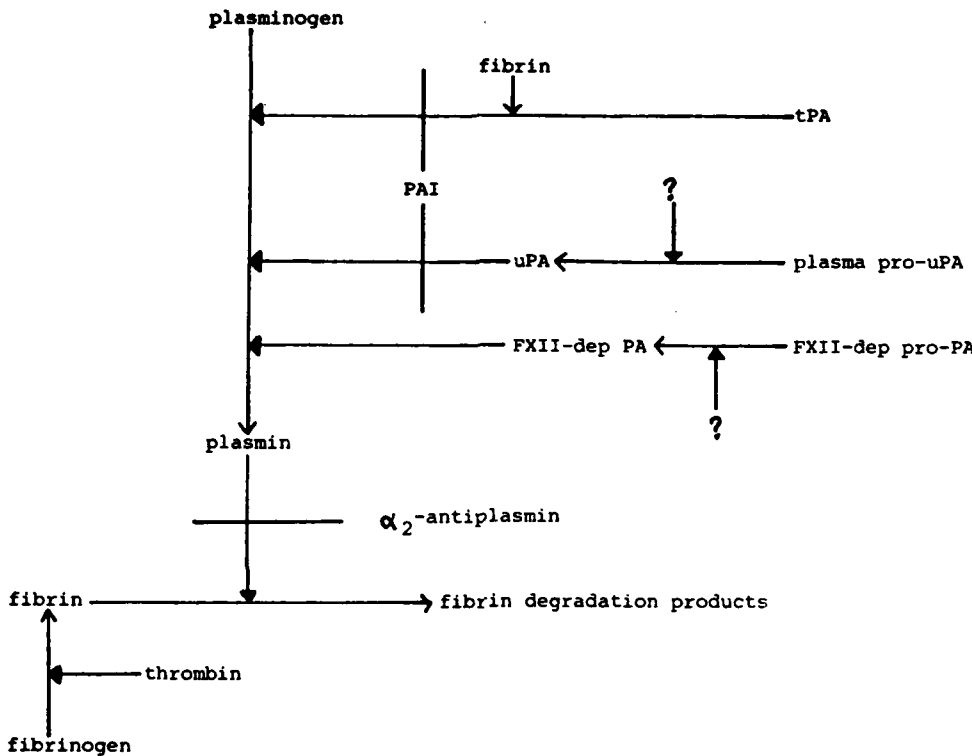 plasminogen
fibrin
tPA
PAI
?
uPA
plasma pro-uPA
FXII-dep PA
FXII-dep pro-PA
?
plasmin
α2-antiplasmin
fibrin
fibrin degradation products
thrombin
fibrinogen